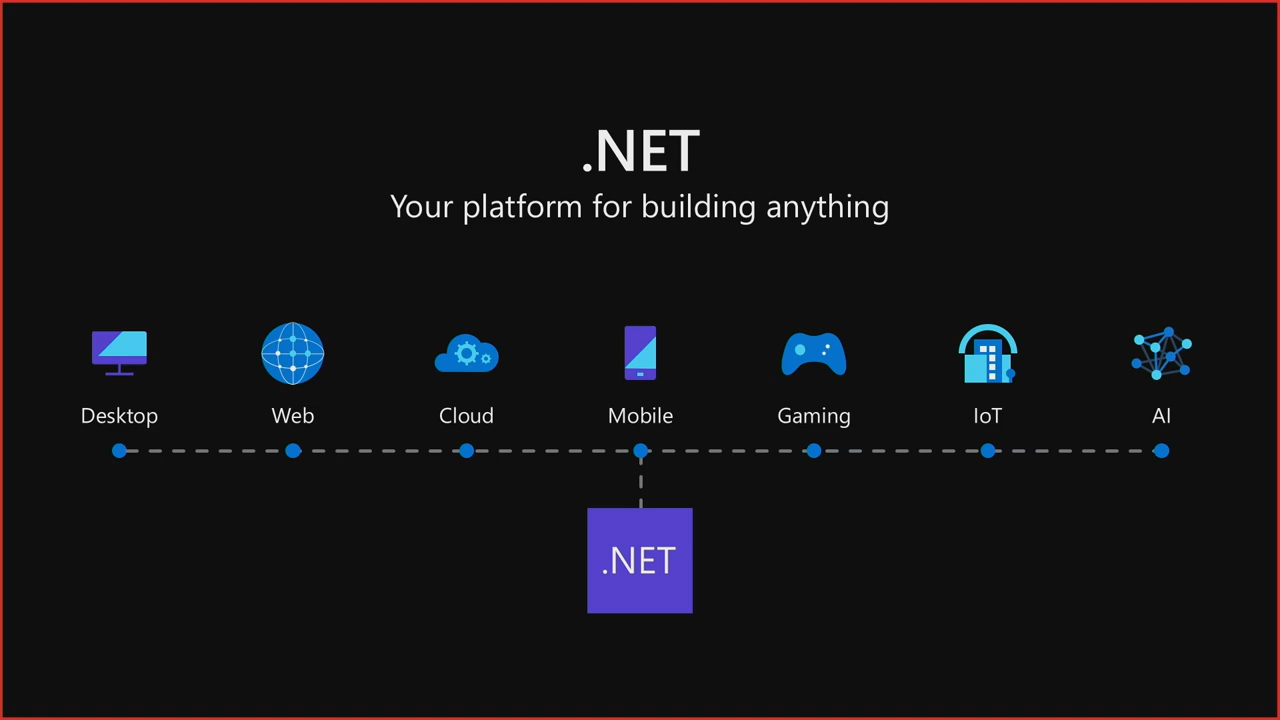 .NET
Your platform for building anything
Desktop Web Cloud Mobile Gaming IoT AI
.NET